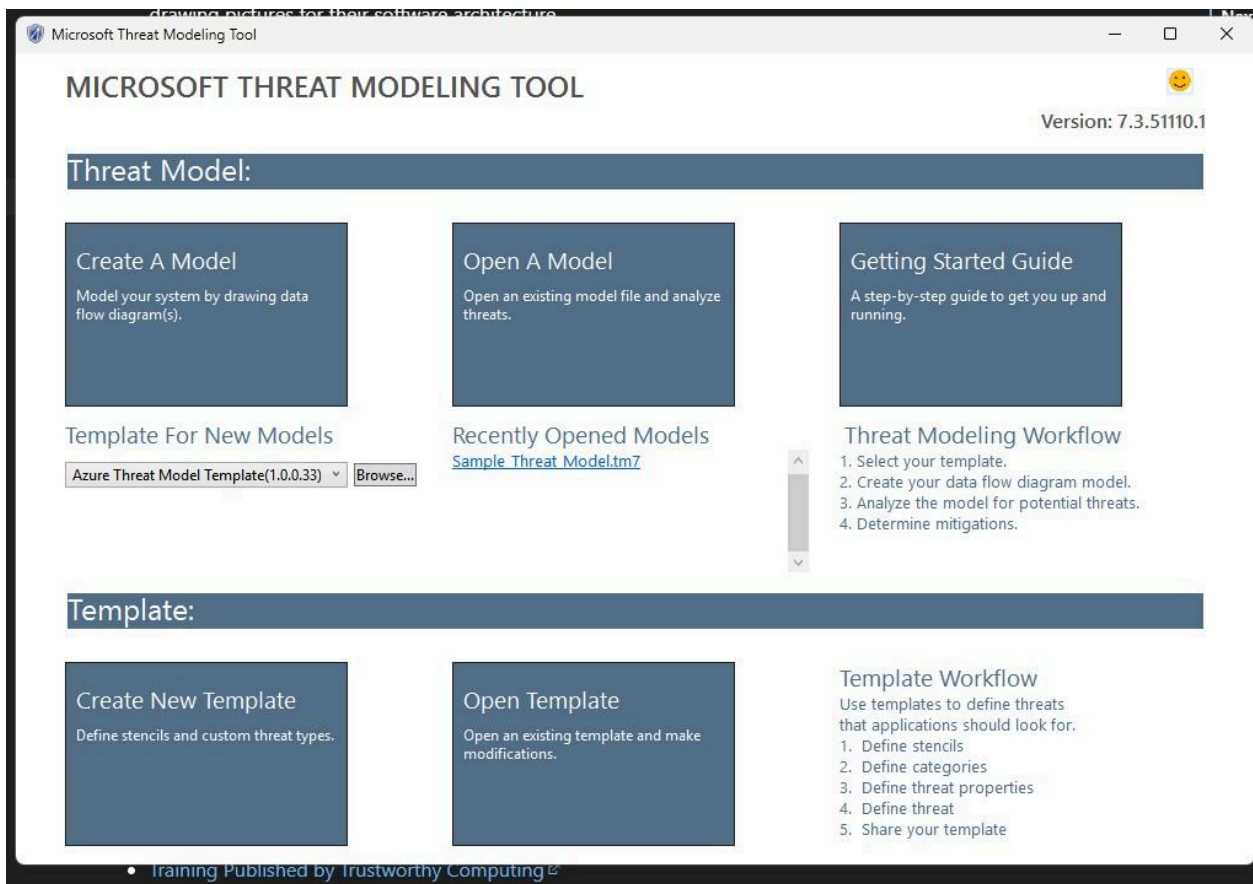 drawing pictures for their software architecture
Microsoft Threat Modeling Tool
MICROSOFT THREAT MODELING TOOL
Version: 7.3.51110.1
Threat Model:
Create A Model
Model your system by drawing data
flow diagram(s).
Open A Model
Open an existing model file and analyze
threats.
Getting Started Guide
A step-by-step guide to get you up and
running.
Template For New Models
Azure Threat Model Template(1.0.0.33)
Browse...
Recently Opened Models
Sample Threat Model.tm7
Threat Modeling Workflow
1. Select your template.
2. Create your data flow diagram model.
3. Analyze the model for potential threats.
4. Determine mitigations.
Template:
Create New Template
Define stencils and custom threat types.
Open Template
Open an existing template and make
modifications.
Template Workflow
Use templates to define threats
that applications should look for.
1. Define stencils
2. Define categories
3. Define threat properties
4. Define threat
5. Share your template
Training Published by Trustworthy Computing